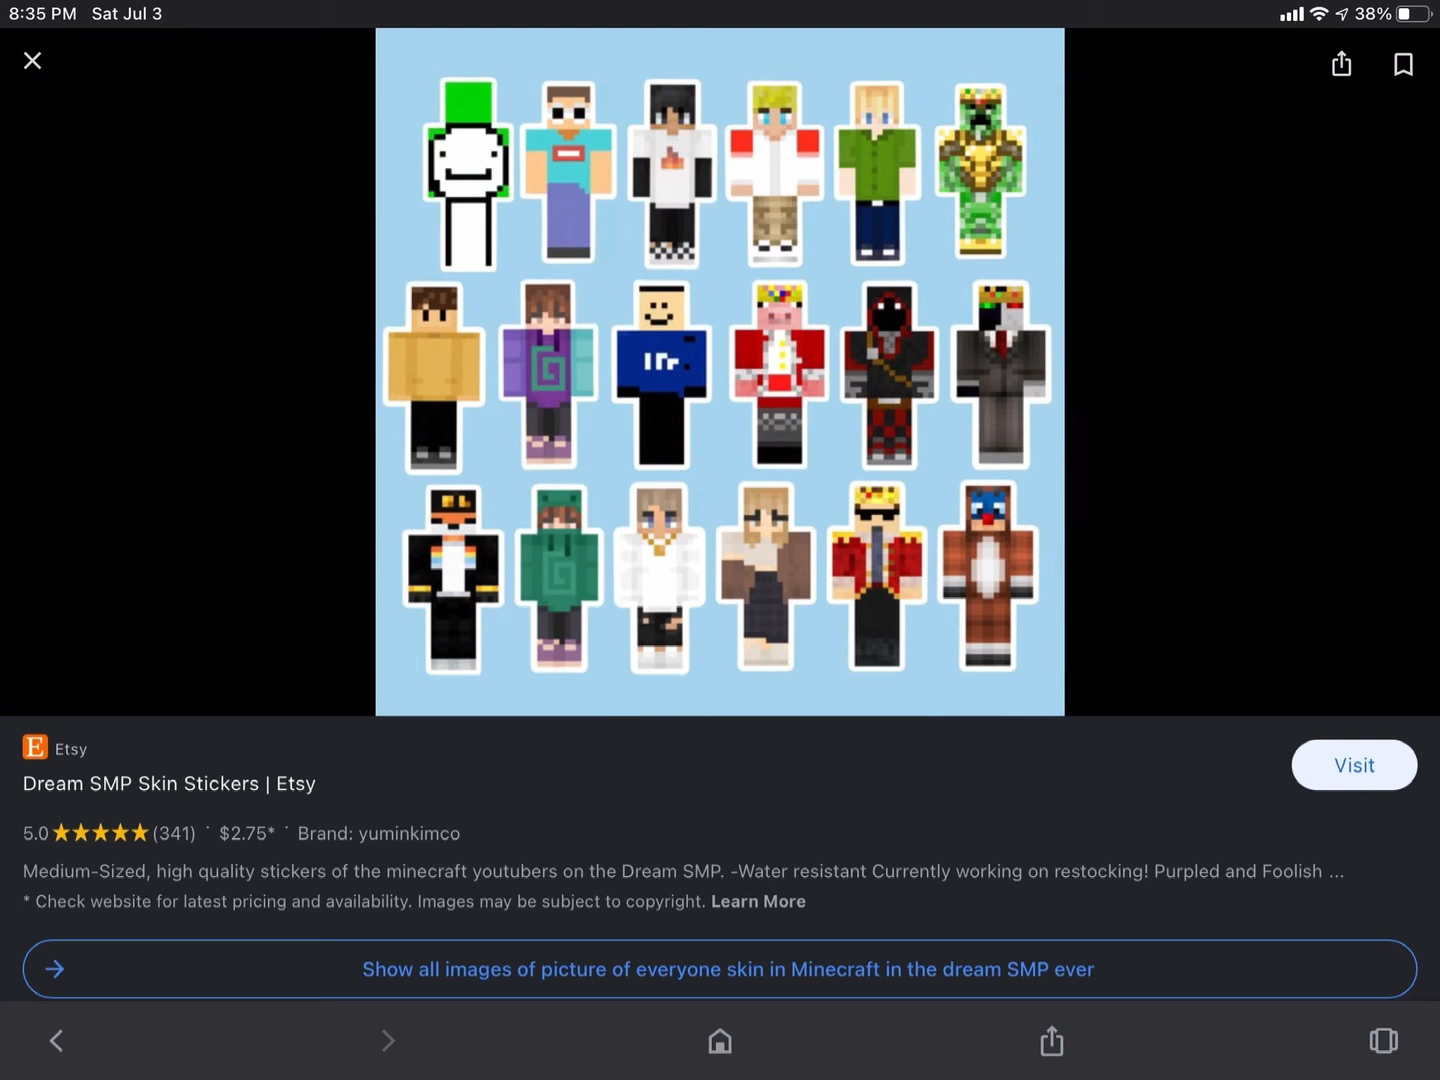 8:35 PM Sat Jul 3
38%
Etsy
Dream SMP Skin Stickers | Etsy
Visit
5.0 ★★★★★ (341) · $2.75* · Brand: yuminkimco
Medium-Sized, high quality stickers of the minecraft youtubers on the Dream SMP. -Water resistant Currently working on restocking! Purpled and Foolish ...
* Check website for latest pricing and availability. Images may be subject to copyright. Learn More
Show all images of picture of everyone skin in Minecraft in the dream SMP ever